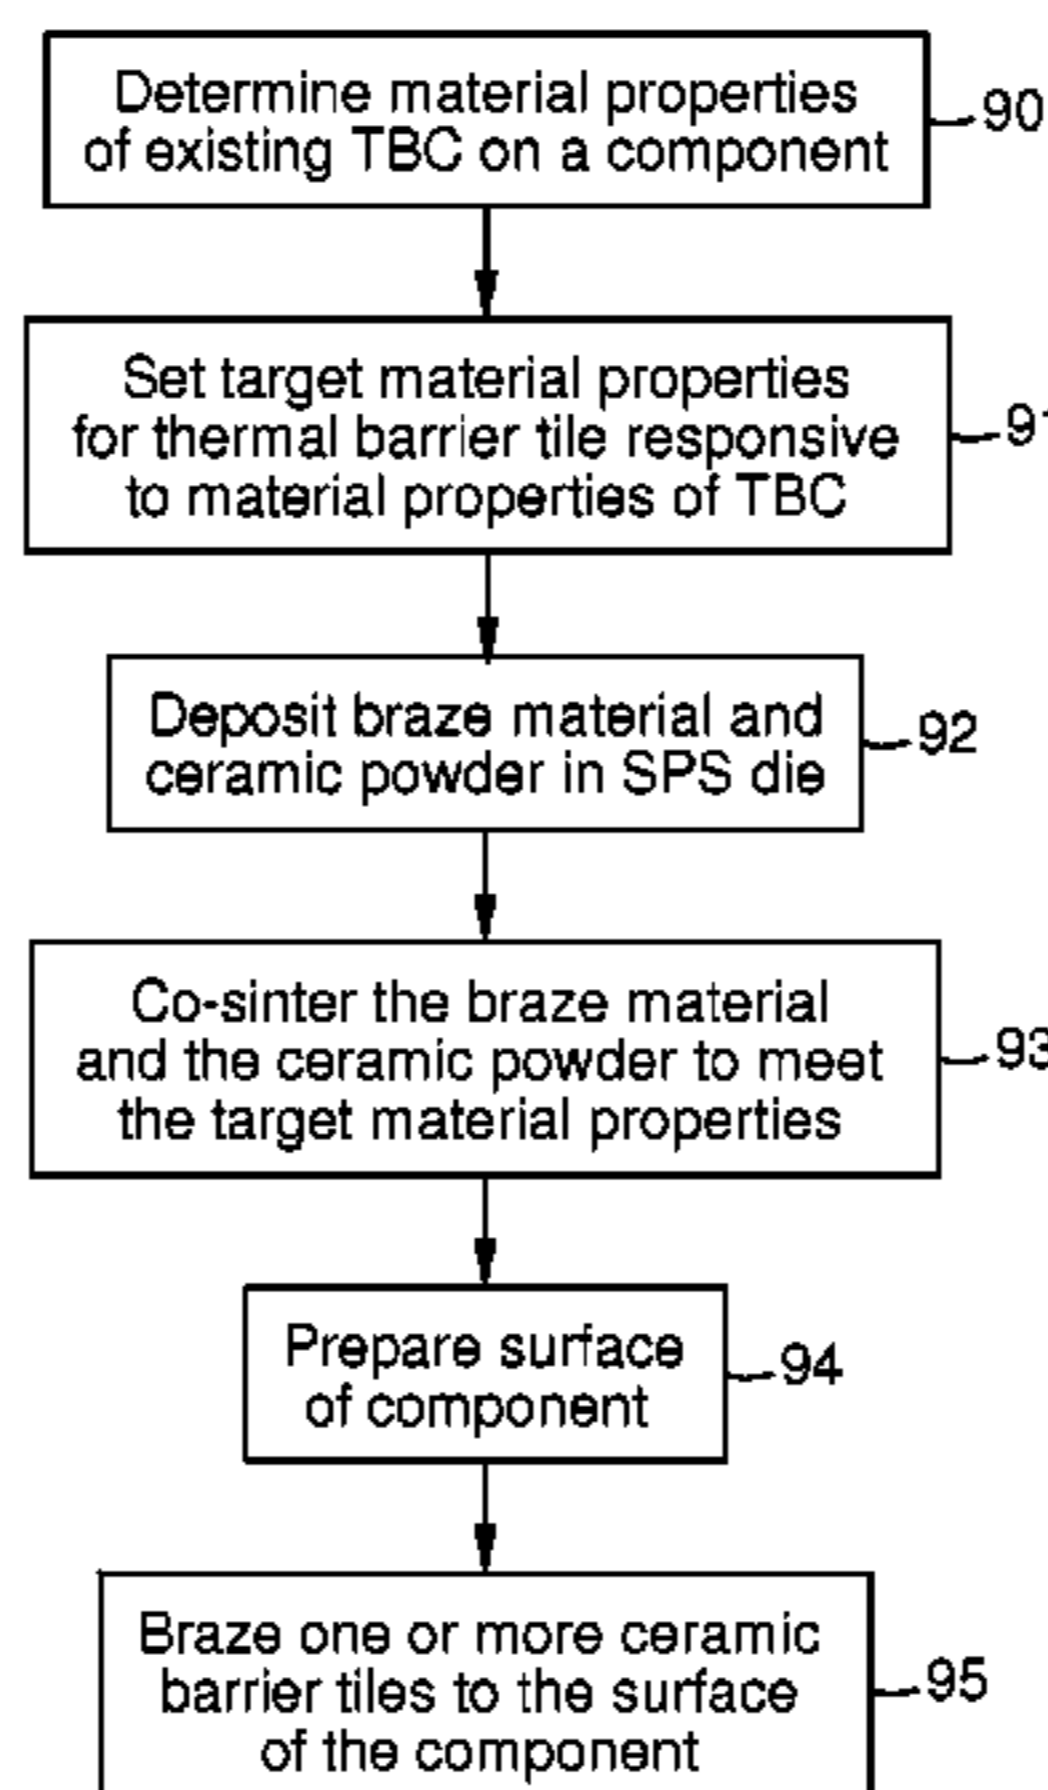 Determine material properties
of existing TBC on a component
90
Set target material properties
for thermal barrier tile responsive
to material properties of TBC
91
Deposit braze material and
ceramic powder in SPS die
92
Co-sinter the braze material
and the ceramic powder to meet
the target material properties
93
Prepare surface
of component
94
Braze one or more ceramic
barrier tiles to the surface
of the component
95